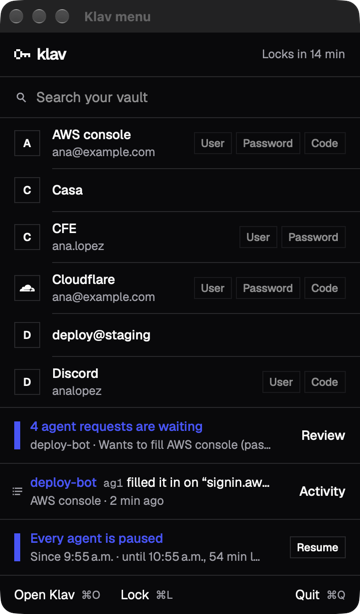 Klav menu
klav
Locks in 14 min
Search your vault
A
AWS console
ana@example.com
User
Password
Code
C
Casa
C
CFE
ana.lopez
User
Password
Cloudflare
ana@example.com
User
Password
Code
D
deploy@staging
D
Discord
analopez
User
Code
4 agent requests are waiting
deploy-bot · Wants to fill AWS console (pas…
Review
deploy-bot ag1 filled it in on “signin.aw…
AWS console · 2 min ago
Activity
Every agent is paused
Since 9:55 a.m. · until 10:55 a.m., 54 min l…
Resume
Open Klav ⌘O
Lock ⌘L
Quit ⌘Q